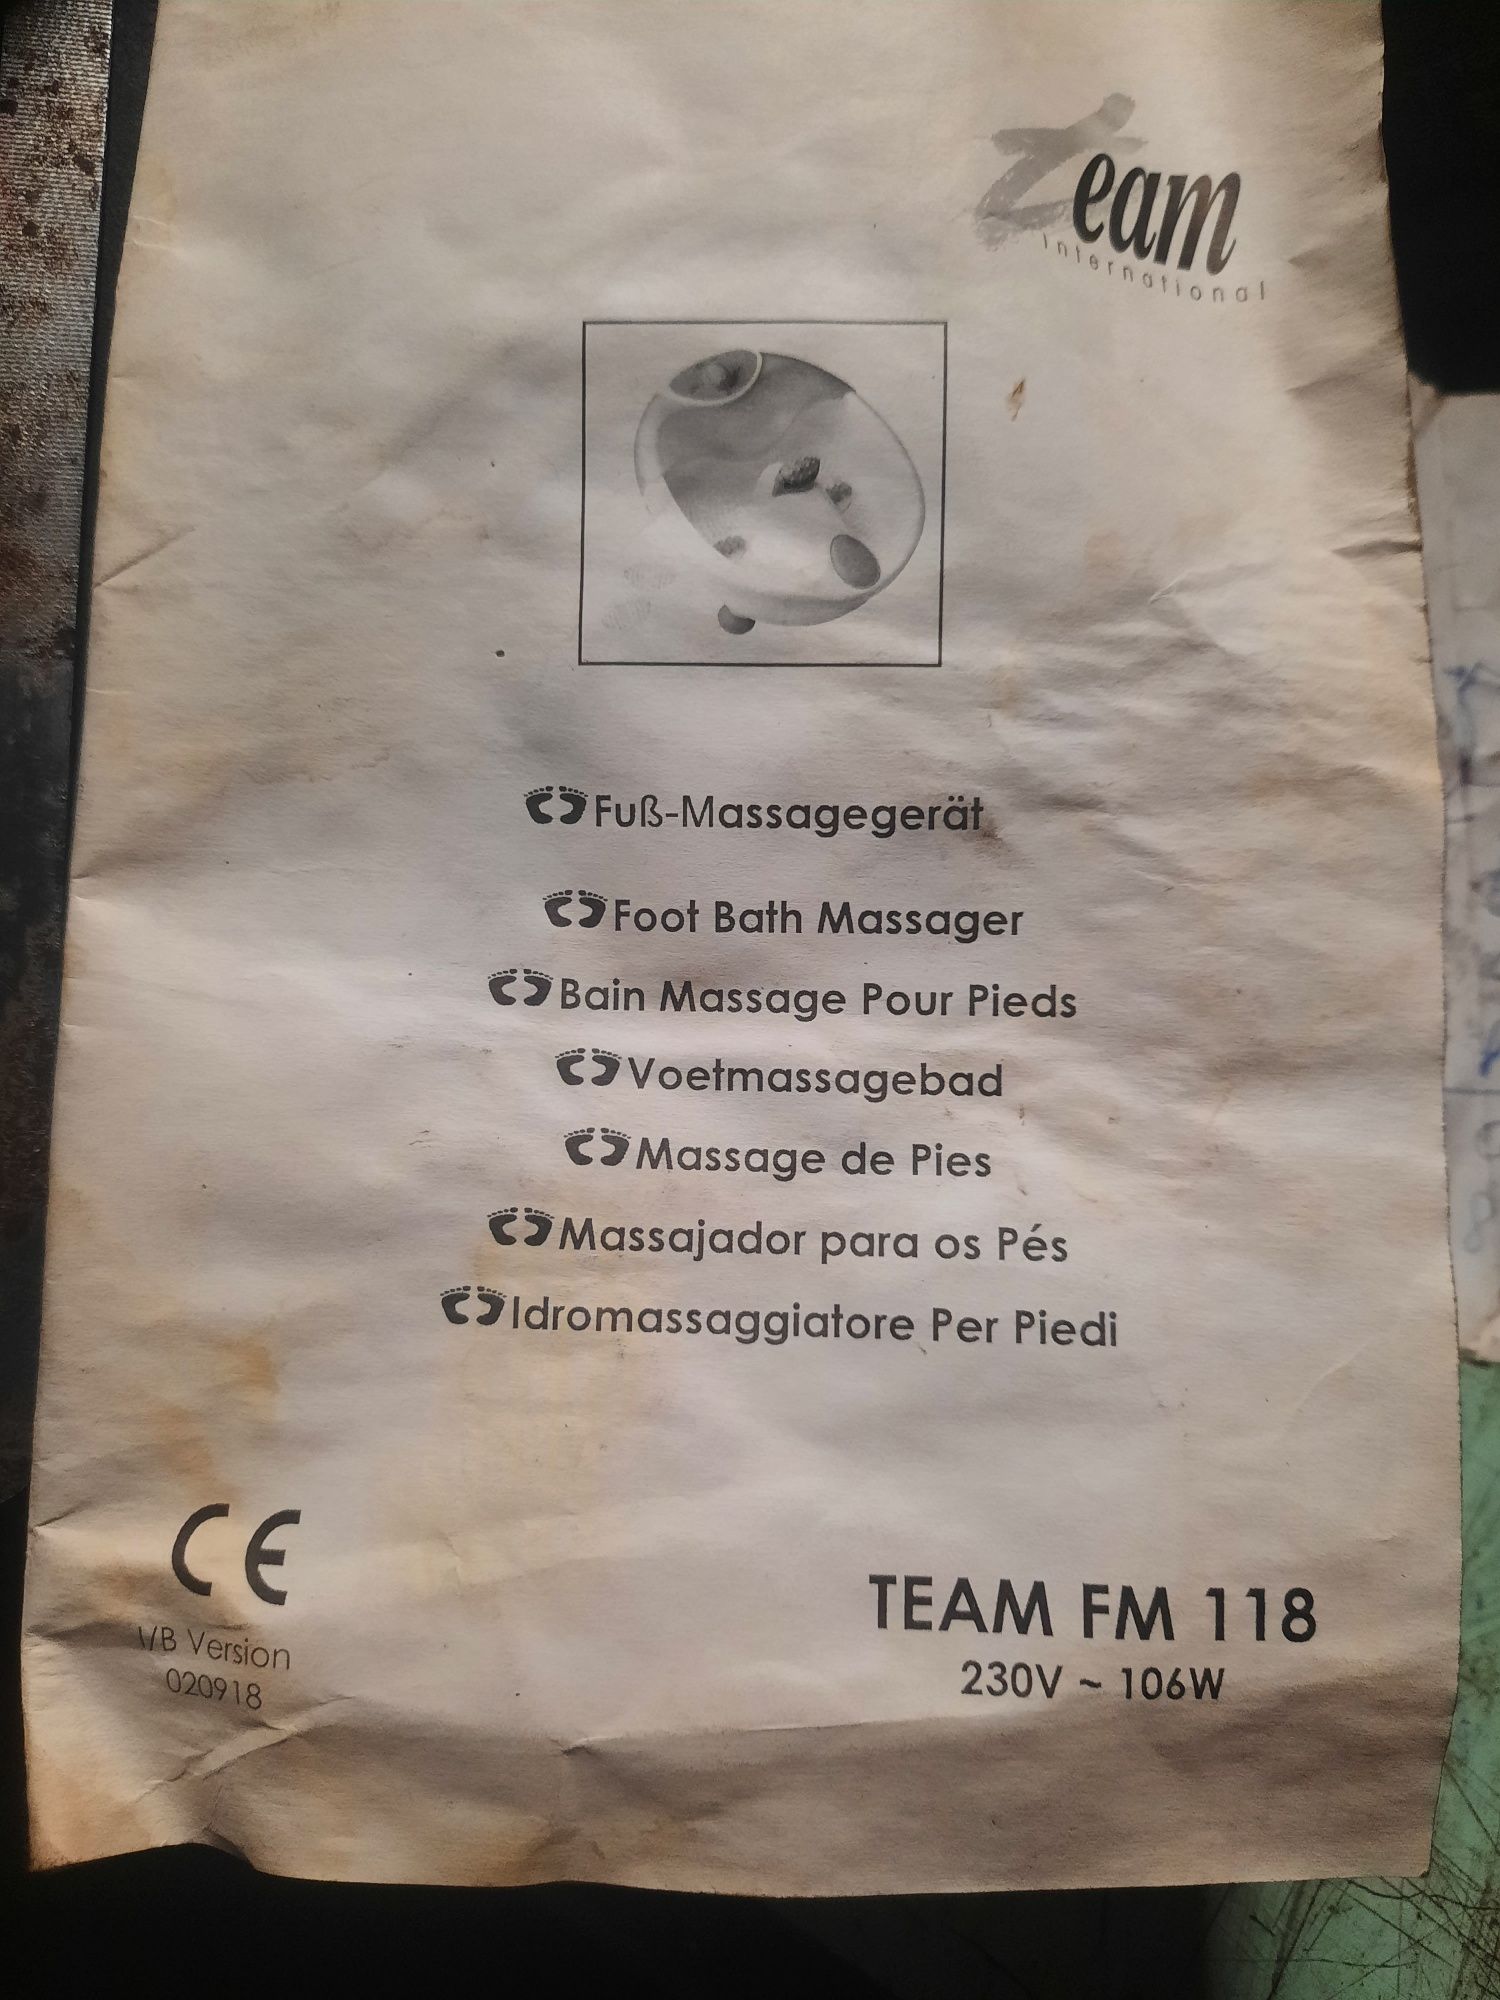 Team
International
Fuß-Massagegerät
Foot Bath Massager
Bain Massage Pour Pieds
Voetmassagebad
Massage de Pies
Massajador para os Pés
Idromassaggiatore Per Piedi
CE
I/B Version
020918
TEAM FM 118
230V ~ 106W